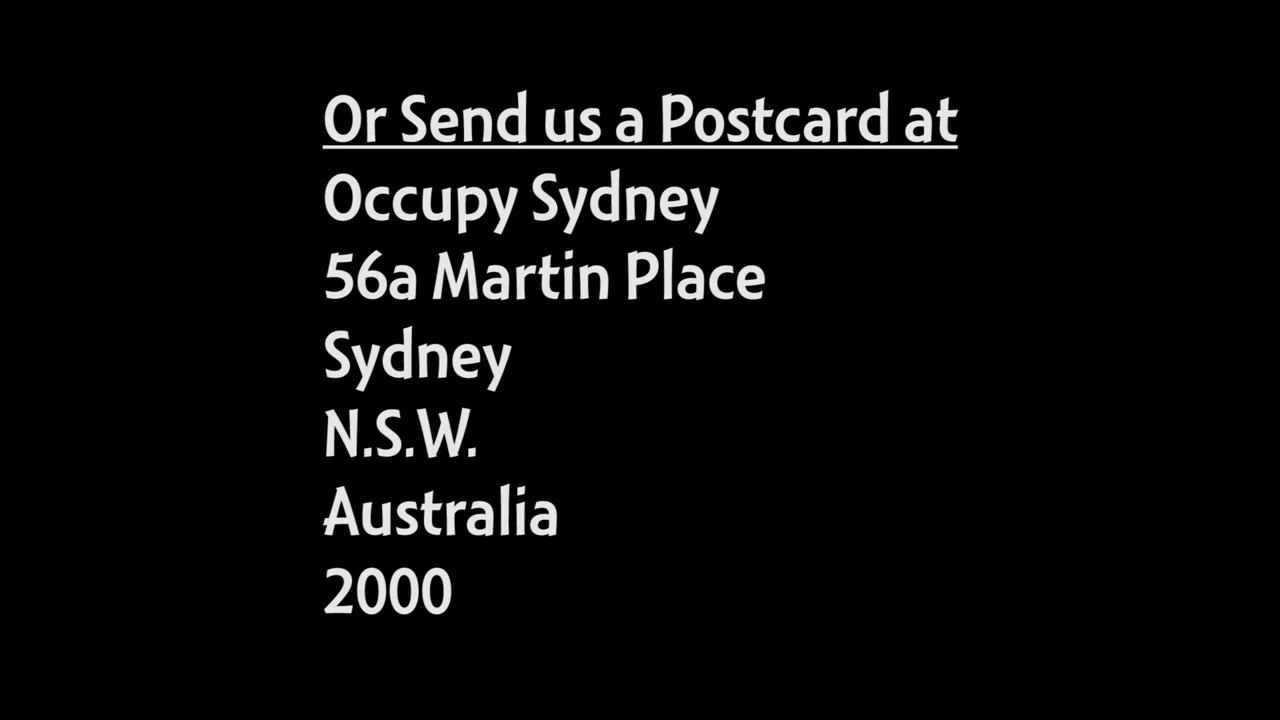 Or Send us a Postcard at
Occupy Sydney
56a Martin Place
Sydney
N.S.W.
Australia
2000